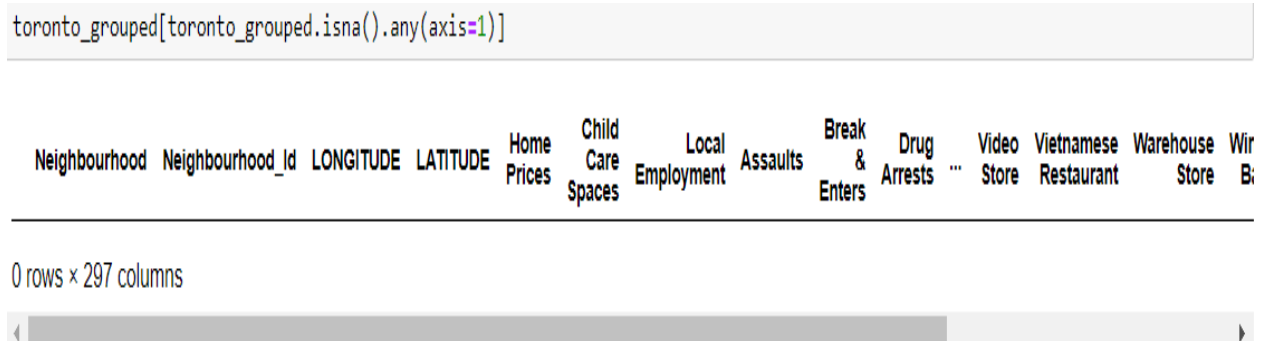 toronto_grouped[toronto_grouped.isna().any(axis=1)]
Neighbourhood Neighbourhood_Id LONGITUDE LATITUDE Home Prices Child Care Spaces Local Employment Assaults Break & Enters Drug Arrests ... Video Store Vietnamese Restaurant Warehouse Store
0 rows × 297 columns